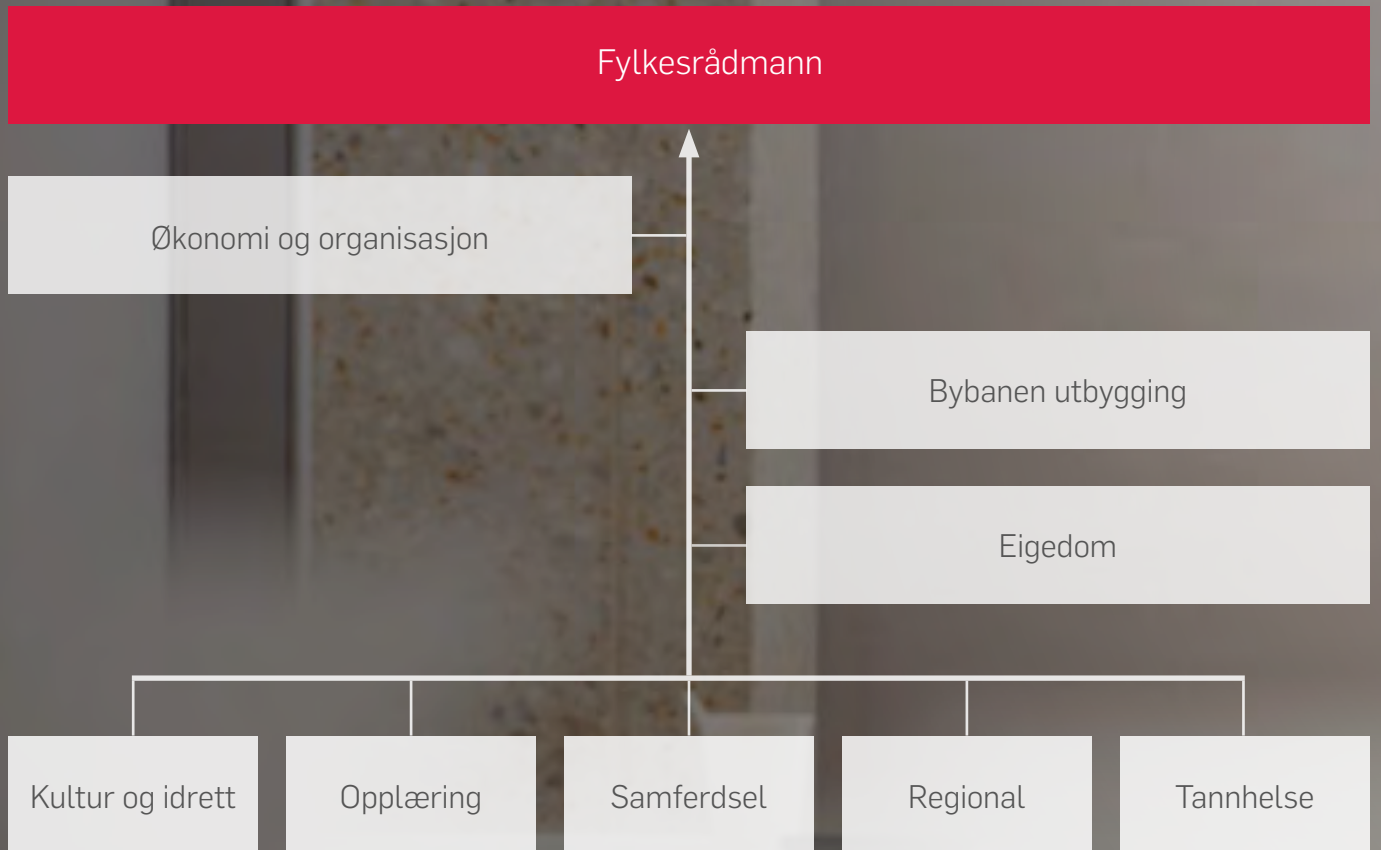 Fylkesrådmann
Økonomi og organisasjon
Bybanen utbygging
Eigedom
Kultur og idrett
Opplæring
Samferdsel
Regional
Tannhelse